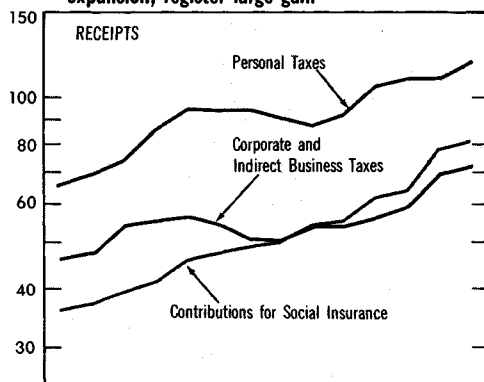 expansion, register large gain
150
RECEIPTS
Personal Taxes
100
80
Corporate and
Indirect Business Taxes
60
40
Contributions for Social Insurance
30